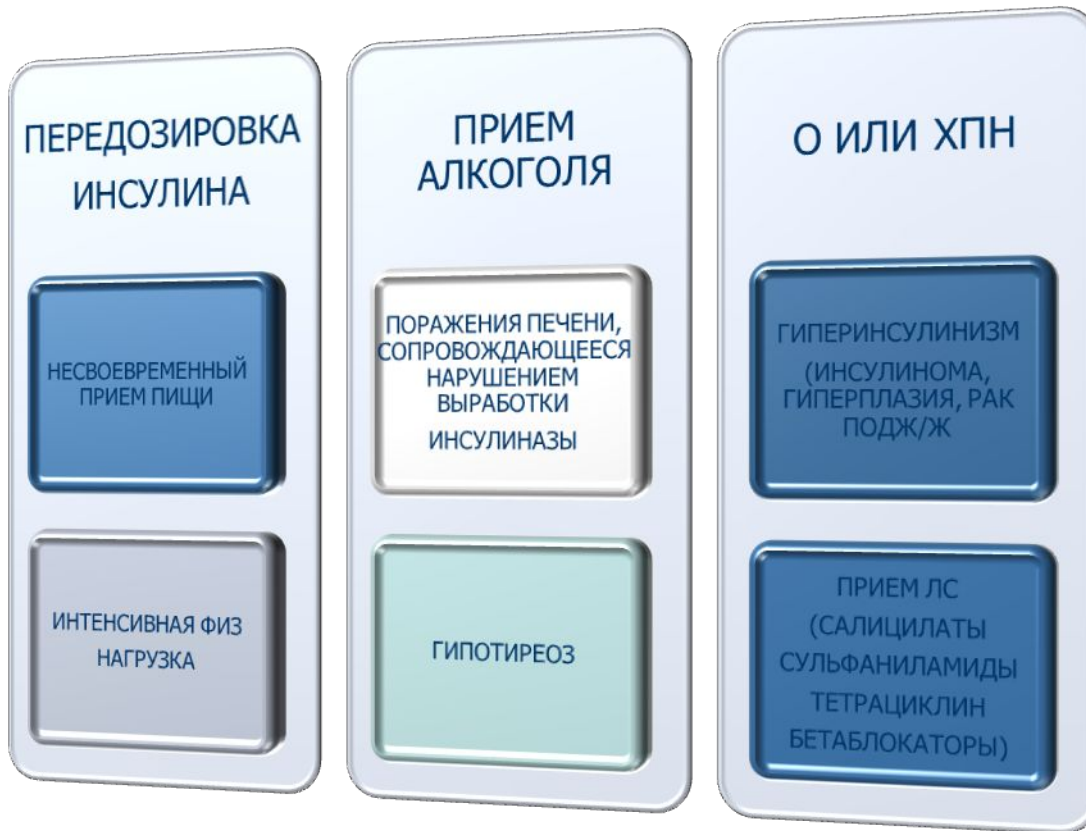 ПЕРЕДОЗИРОВКА
ИНСУЛИНА
НЕСВОЕВРЕМЕННЫЙ
ПРИЕМ ПИЩИ
ИНТЕНСИВНАЯ ФИЗ
НАГРУЗКА
ПРИЕМ
АЛКОГОЛЯ
ПОРАЖЕНИЯ ПЕЧЕНИ,
СОПРОВОЖДАЮЩЕЕСЯ
НАРУШЕНИЕМ
ВЫРАБОТКИ
ИНСУЛИНАЗЫ
ГИПОТИРЕОЗ
О ИЛИ ХПН
ГИПЕРИНСУЛИНИЗМ
(ИНСУЛИНОМА,
ГИПЕРПЛАЗИЯ, РАК
ПОДЖ/Ж
ПРИЕМ ЛС
(САЛИЦИЛАТЫ
СУЛЬФАНИЛАМИДЫ
ТЕТРАЦИКЛИН
БЕТАБЛОКАТОРЫ)